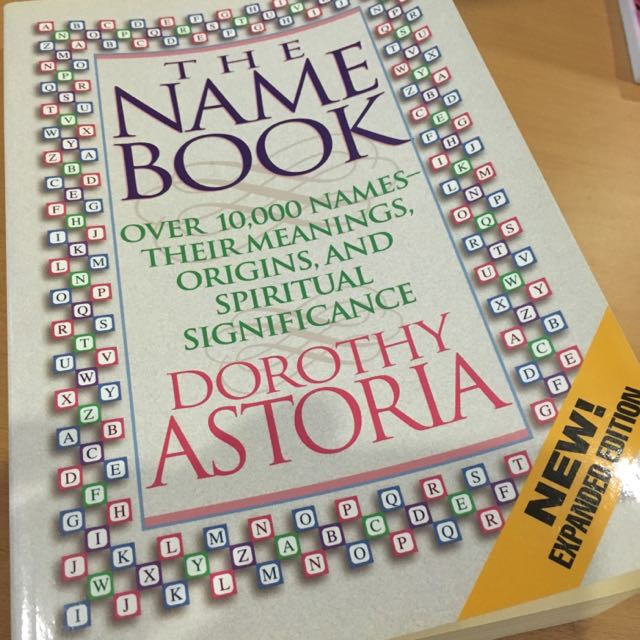 THE
NAME
BOOK
OVER 10,000 NAMES–
THEIR MEANINGS,
ORIGINS, AND
SPIRITUAL
SIGNIFICANCE
DOROTHY
ASTORIA
NEW!
EXPANDED EDITION